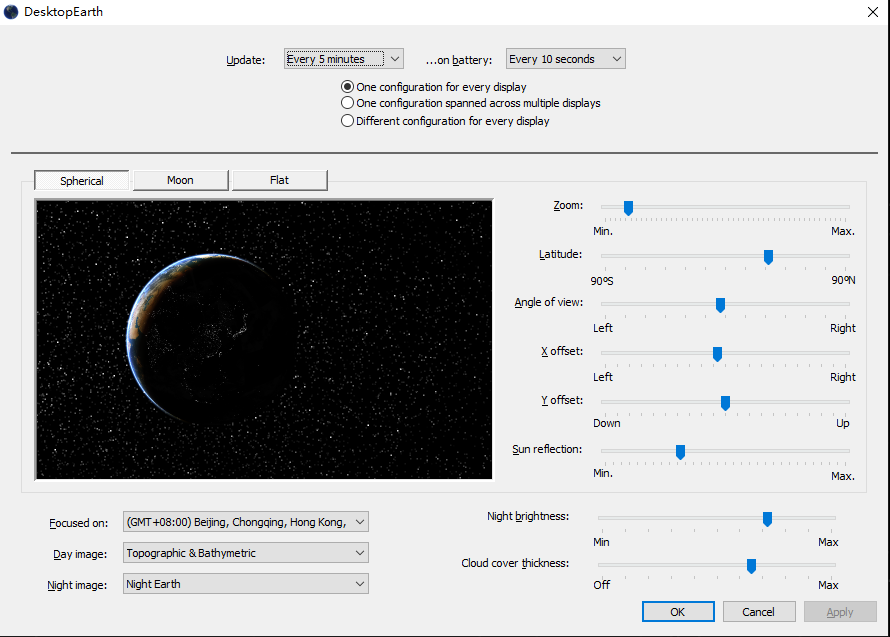 DesktopEarth
Update: Every 5 minutes ...on battery: Every 10 seconds
One configuration for every display
One configuration spanned across multiple displays
Different configuration for every display
Spherical Moon Flat
Zoom:
Min. Max.
Latitude:
90ºS 90ºN
Angle of view:
Left Right
X offset:
Left Right
Y offset:
Down Up
Sun reflection:
Min. Max.
Focused on: (GMT+08:00) Beijing, Chongqing, Hong Kong,
Day image: Topographic & Bathymetric
Night image: Night Earth
Night brightness:
Min Max
Cloud cover thickness:
Off Max
OK Cancel Apply